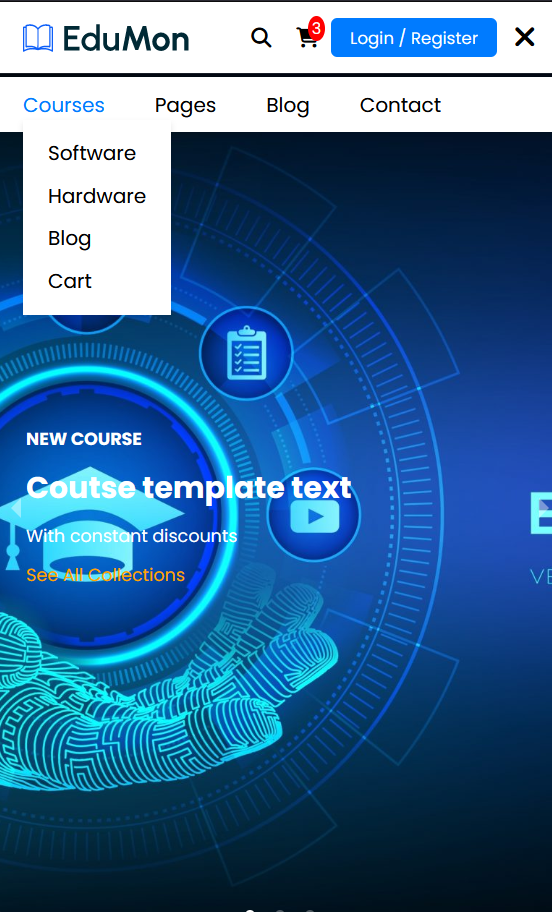 EduMon
3
Login / Register
Courses Pages Blog Contact
Software
Hardware
Blog
Cart
NEW COURSE
Coutse template text
With constant discounts
See All Collections